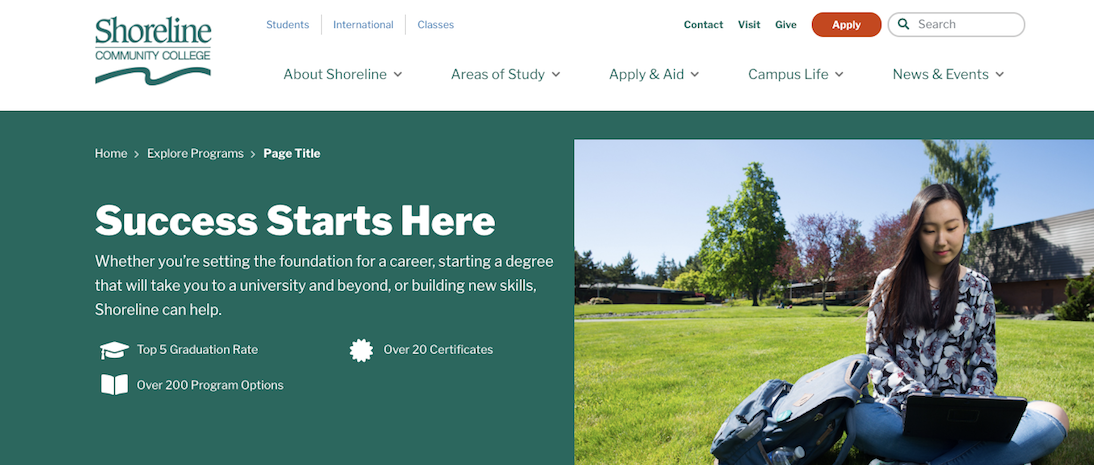 Shoreline
COMMUNITY COLLEGE
Students
International
Classes
Contact
Visit
Give
Apply
Search
About Shoreline
Areas of Study
Apply & Aid
Campus Life
News & Events
Home > Explore Programs > Page Title
Success Starts Here
Whether you’re setting the foundation for a career, starting a degree
that will take you to a university and beyond, or building new skills,
Shoreline can help.
Top 5 Graduation Rate
Over 20 Certificates
Over 200 Program Options